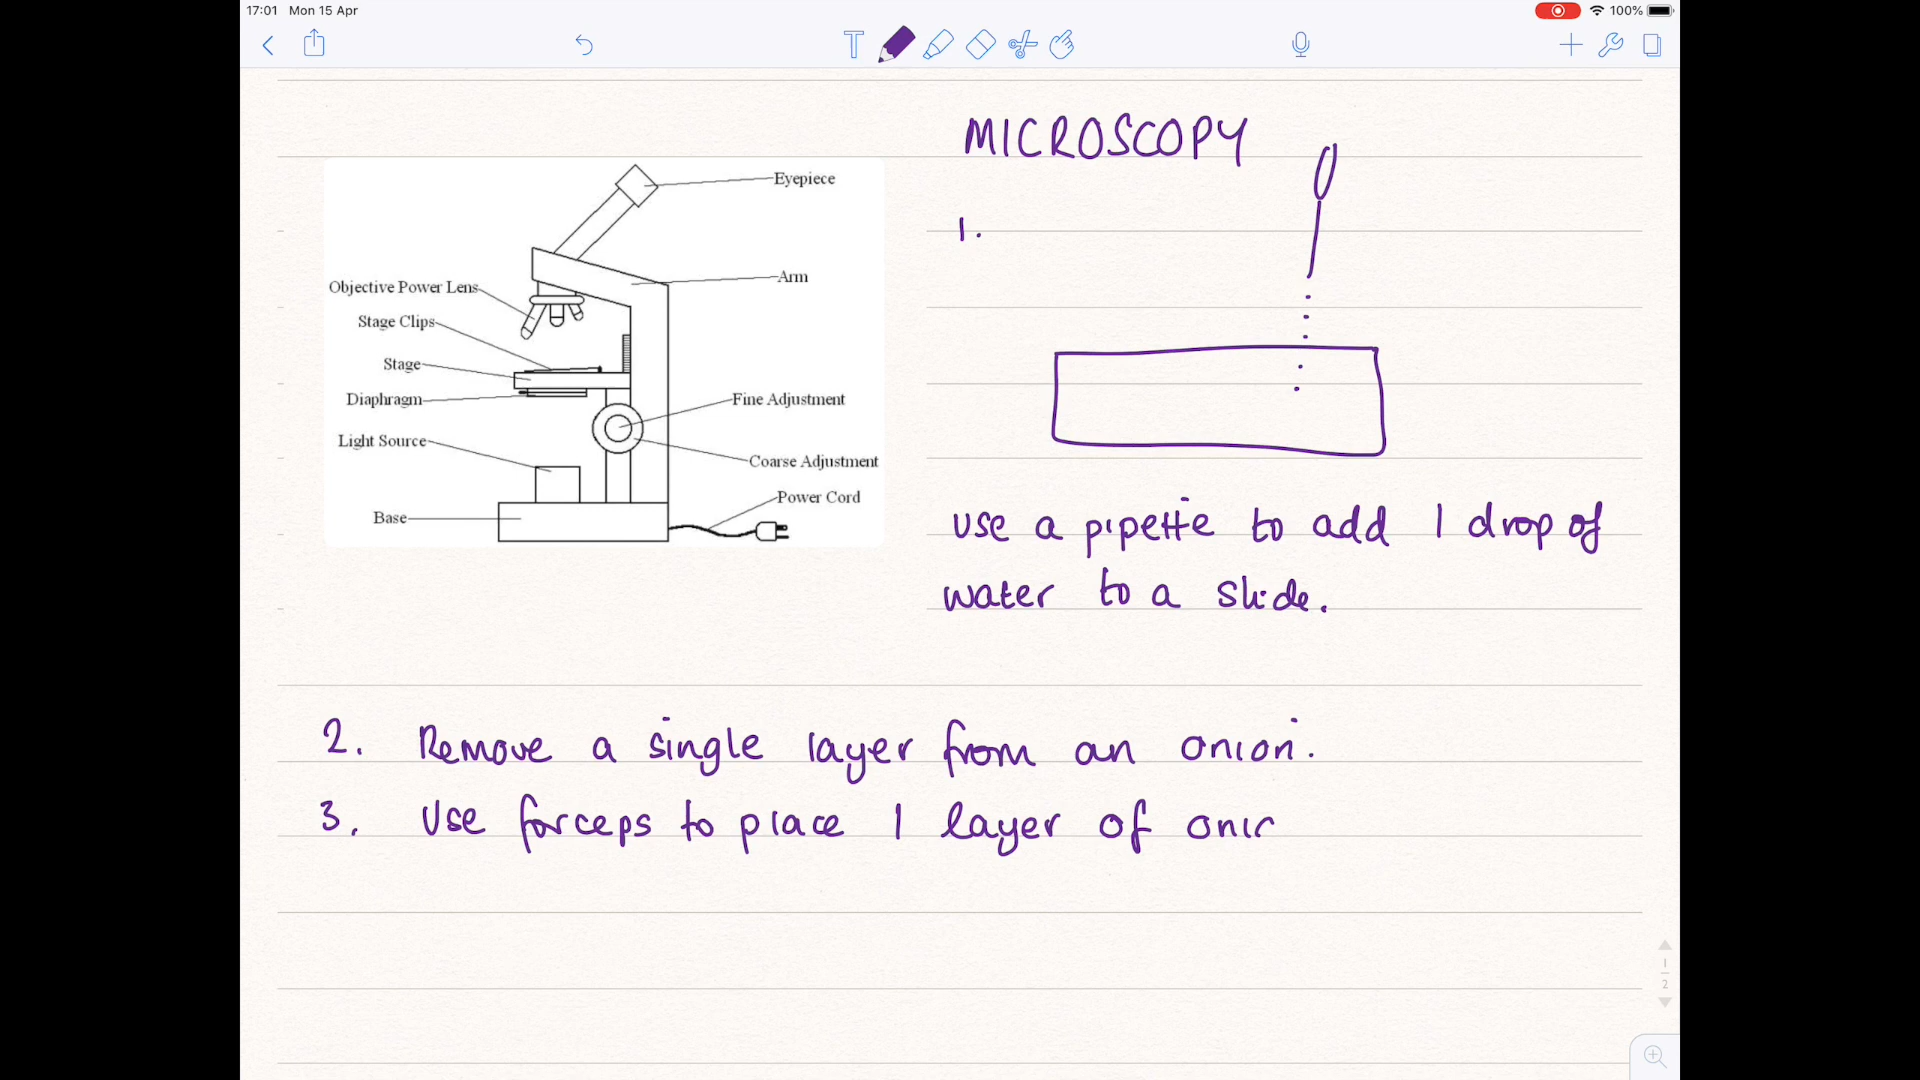 17:01 Mon 15 Apr
100%
T
MICROSCOPY
Eyepiece
1.
Arm
Objective Power Lens
Stage Clips
Stage
Diaphragm
Fine Adjustment
Light Source
Coarse Adjustment
Power Cord
Base
use a pipette to add 1 drop of
water to a slide.
2. Remove a single layer from an onion.
3. Use forceps to place 1 layer of onic
1
2